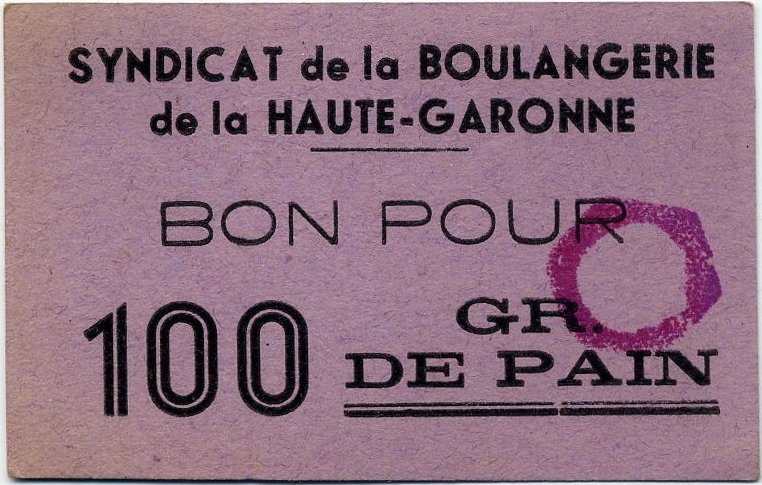 SYNDICAT de la BOULANGERIE
de la HAUTE-GARONNE
BON POUR
100 GR.
DE PAIN